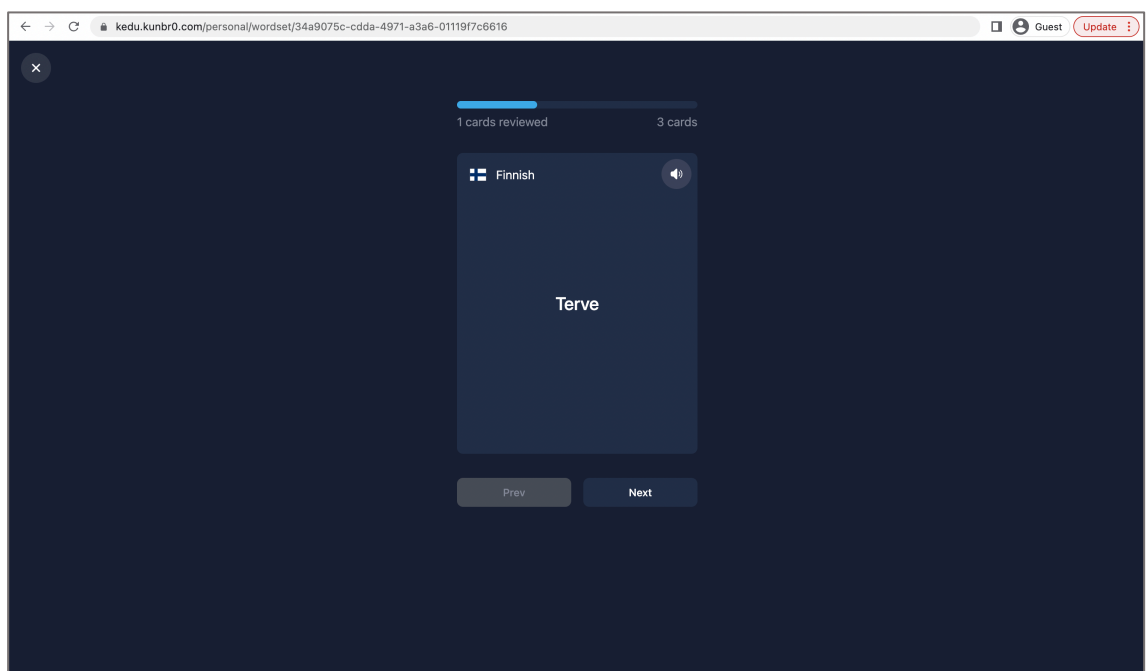 kedu.kunbr0.com/personal/wordset/34a9075c-cdda-4971-a3a6-01119f7c6616
Guest
Update
1 cards reviewed
3 cards
Finnish
Terve
Prev
Next